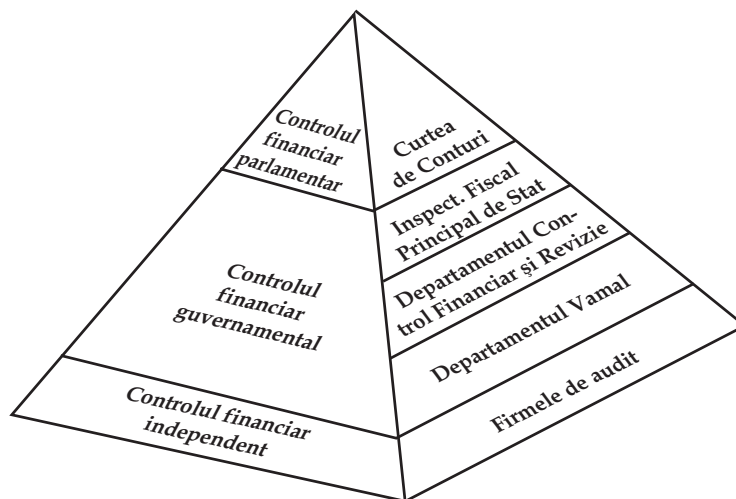 Controlul
financiar
parlamentar
Curtea
de Conturi
Inspect. Fiscal
Principal de Stat
Controlul
financiar
guvernamental
Departamentul Con-
trol Financiar şi Revizie
Departamentul Vamal
Controlul financiar
independent
Firmele de audit